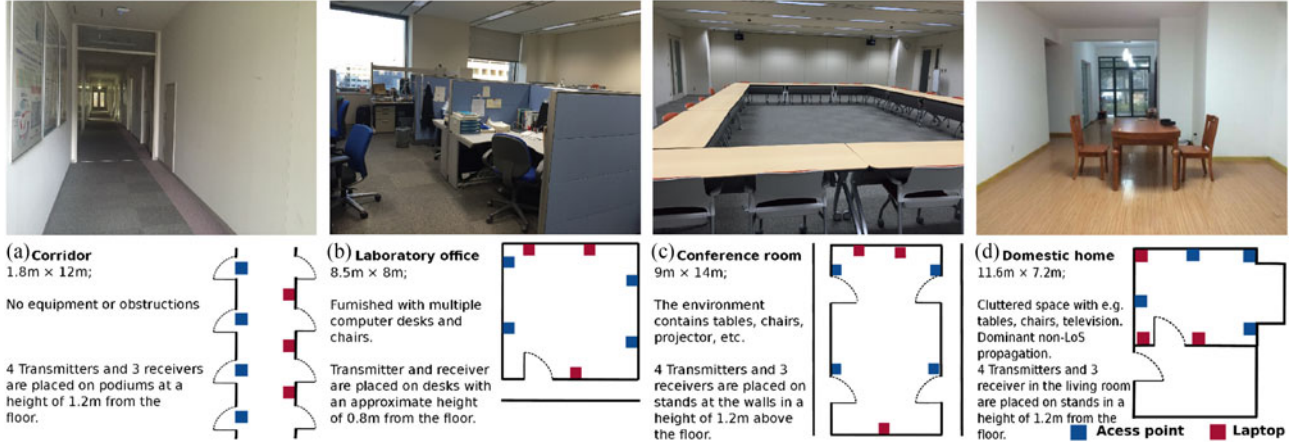 (a) Corridor
1.8m × 12m;
No equipment or obstructions
4 Transmitters and 3 receivers
are placed on podiums at a
height of 1.2m from the
floor.
(b) Laboratory office
8.5m × 8m;
Furnished with multiple
computer desks and
chairs.
Transmitter and receiver
are placed on desks with
an approximate height
of 0.8m from the floor.
(c) Conference room
9m × 14m;
The environment
contains tables, chairs,
projector, etc.
4 Transmitters and 3
receivers are placed on
stands at the walls in a
height of 1.2m above
the floor.
(d) Domestic home
11.6m × 7.2m;
Cluttered space with e.g.
tables, chairs, television.
Dominant non-LoS
propagation.
4 Transmitters and 3
receiver in the living room
are placed on stands in a
height of 1.2m from the
floor.
Acess point
Laptop